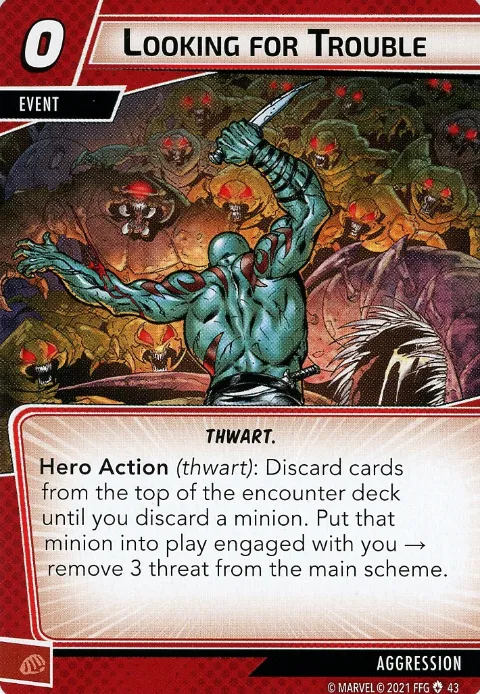 0
LOOKING FOR TROUBLE
EVENT
THWART.
Hero Action (thwart): Discard cards
from the top of the encounter deck
until you discard a minion. Put that
minion into play engaged with you →
remove 3 threat from the main scheme.
AGGRESSION
© MARVEL © 2021 FFG 43